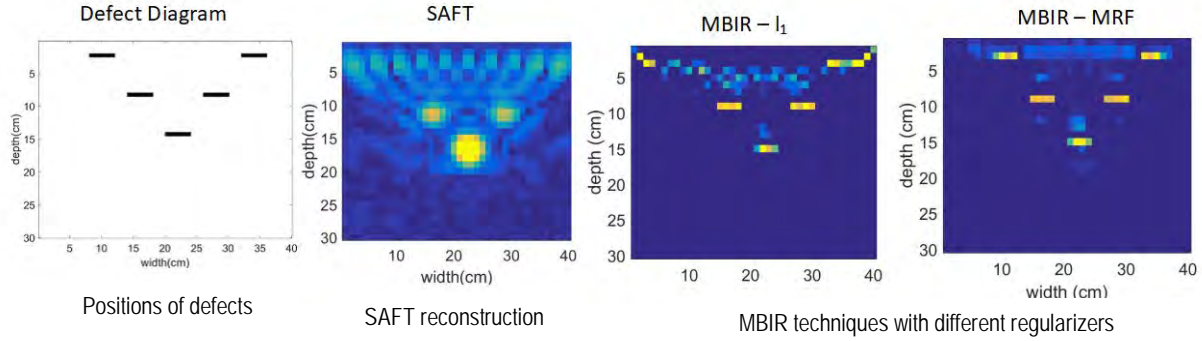 Defect Diagram
SAFT
MBIR – l₁
MBIR – MRF
5
10
15
20
25
30
depth(cm)
5 10 15 20 25 30 35 40
width(cm)
5
10
15
20
25
30
depth (cm)
10 20 30 40
width(cm)
5
10
15
20
25
30
depth (cm)
10 20 30 40
5
10
15
20
25
30
depth (cm)
10 20 30 40
width (cm)
Positions of defects
SAFT reconstruction
MBIR techniques with different regularizers